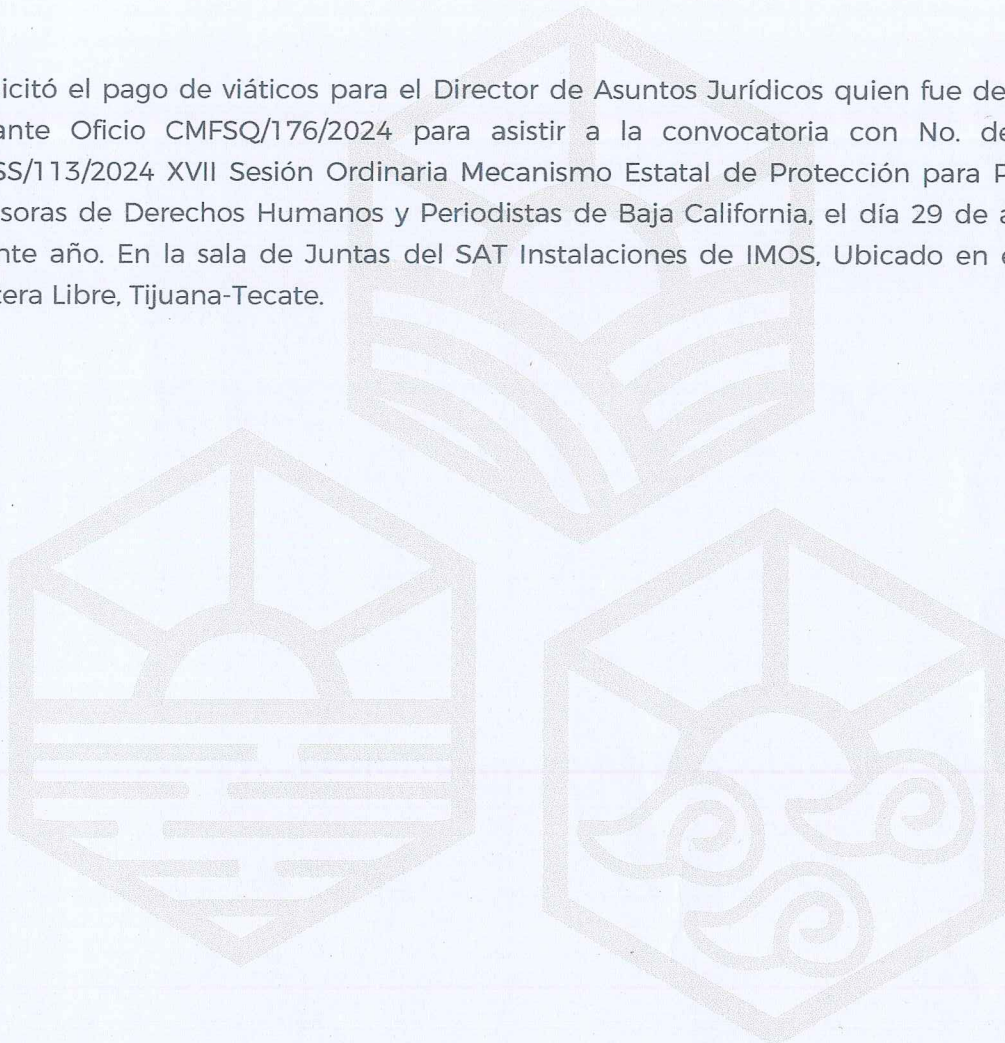 icitó el pago de viáticos para el Director de Asuntos Jurídicos quien fue de
ante Oficio CMFSQ/176/2024 para asistir a la convocatoria con No. de
SS/113/2024 XVII Sesión Ordinaria Mecanismo Estatal de Protección para P
soras de Derechos Humanos y Periodistas de Baja California, el día 29 de a
nte año. En la sala de Juntas del SAT Instalaciones de IMOS, Ubicado en e
tera Libre, Tijuana-Tecate.